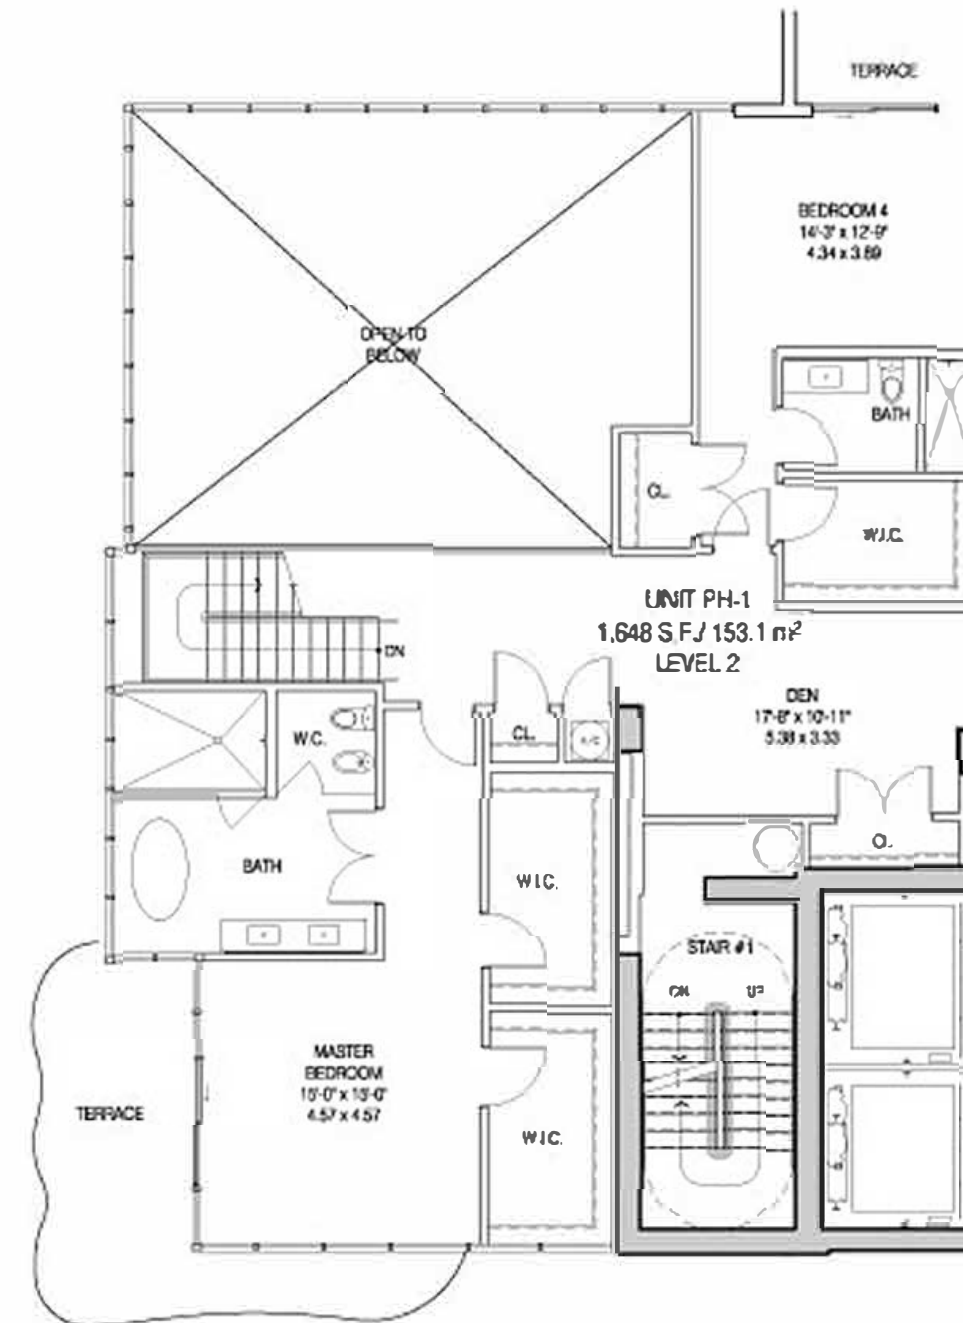 TERRACE
BEDROOM 4
14'-3" x 12'-9"
4.34 x 3.89
OPEN TO
BELOW
BATH
CL.
W.I.C.
UNIT PH-1
1,648 S.F./ 153.1 m²
LEVEL 2
DN
DEN
17'-8" x 10'-11"
5.38 x 3.33
W.C.
CL.
A/C
CL.
BATH
W.I.C.
STAIR #1
DN
UP
MASTER
BEDROOM
15'-0" x 15'-0"
4.57 x 4.57
TERRACE
W.I.C.